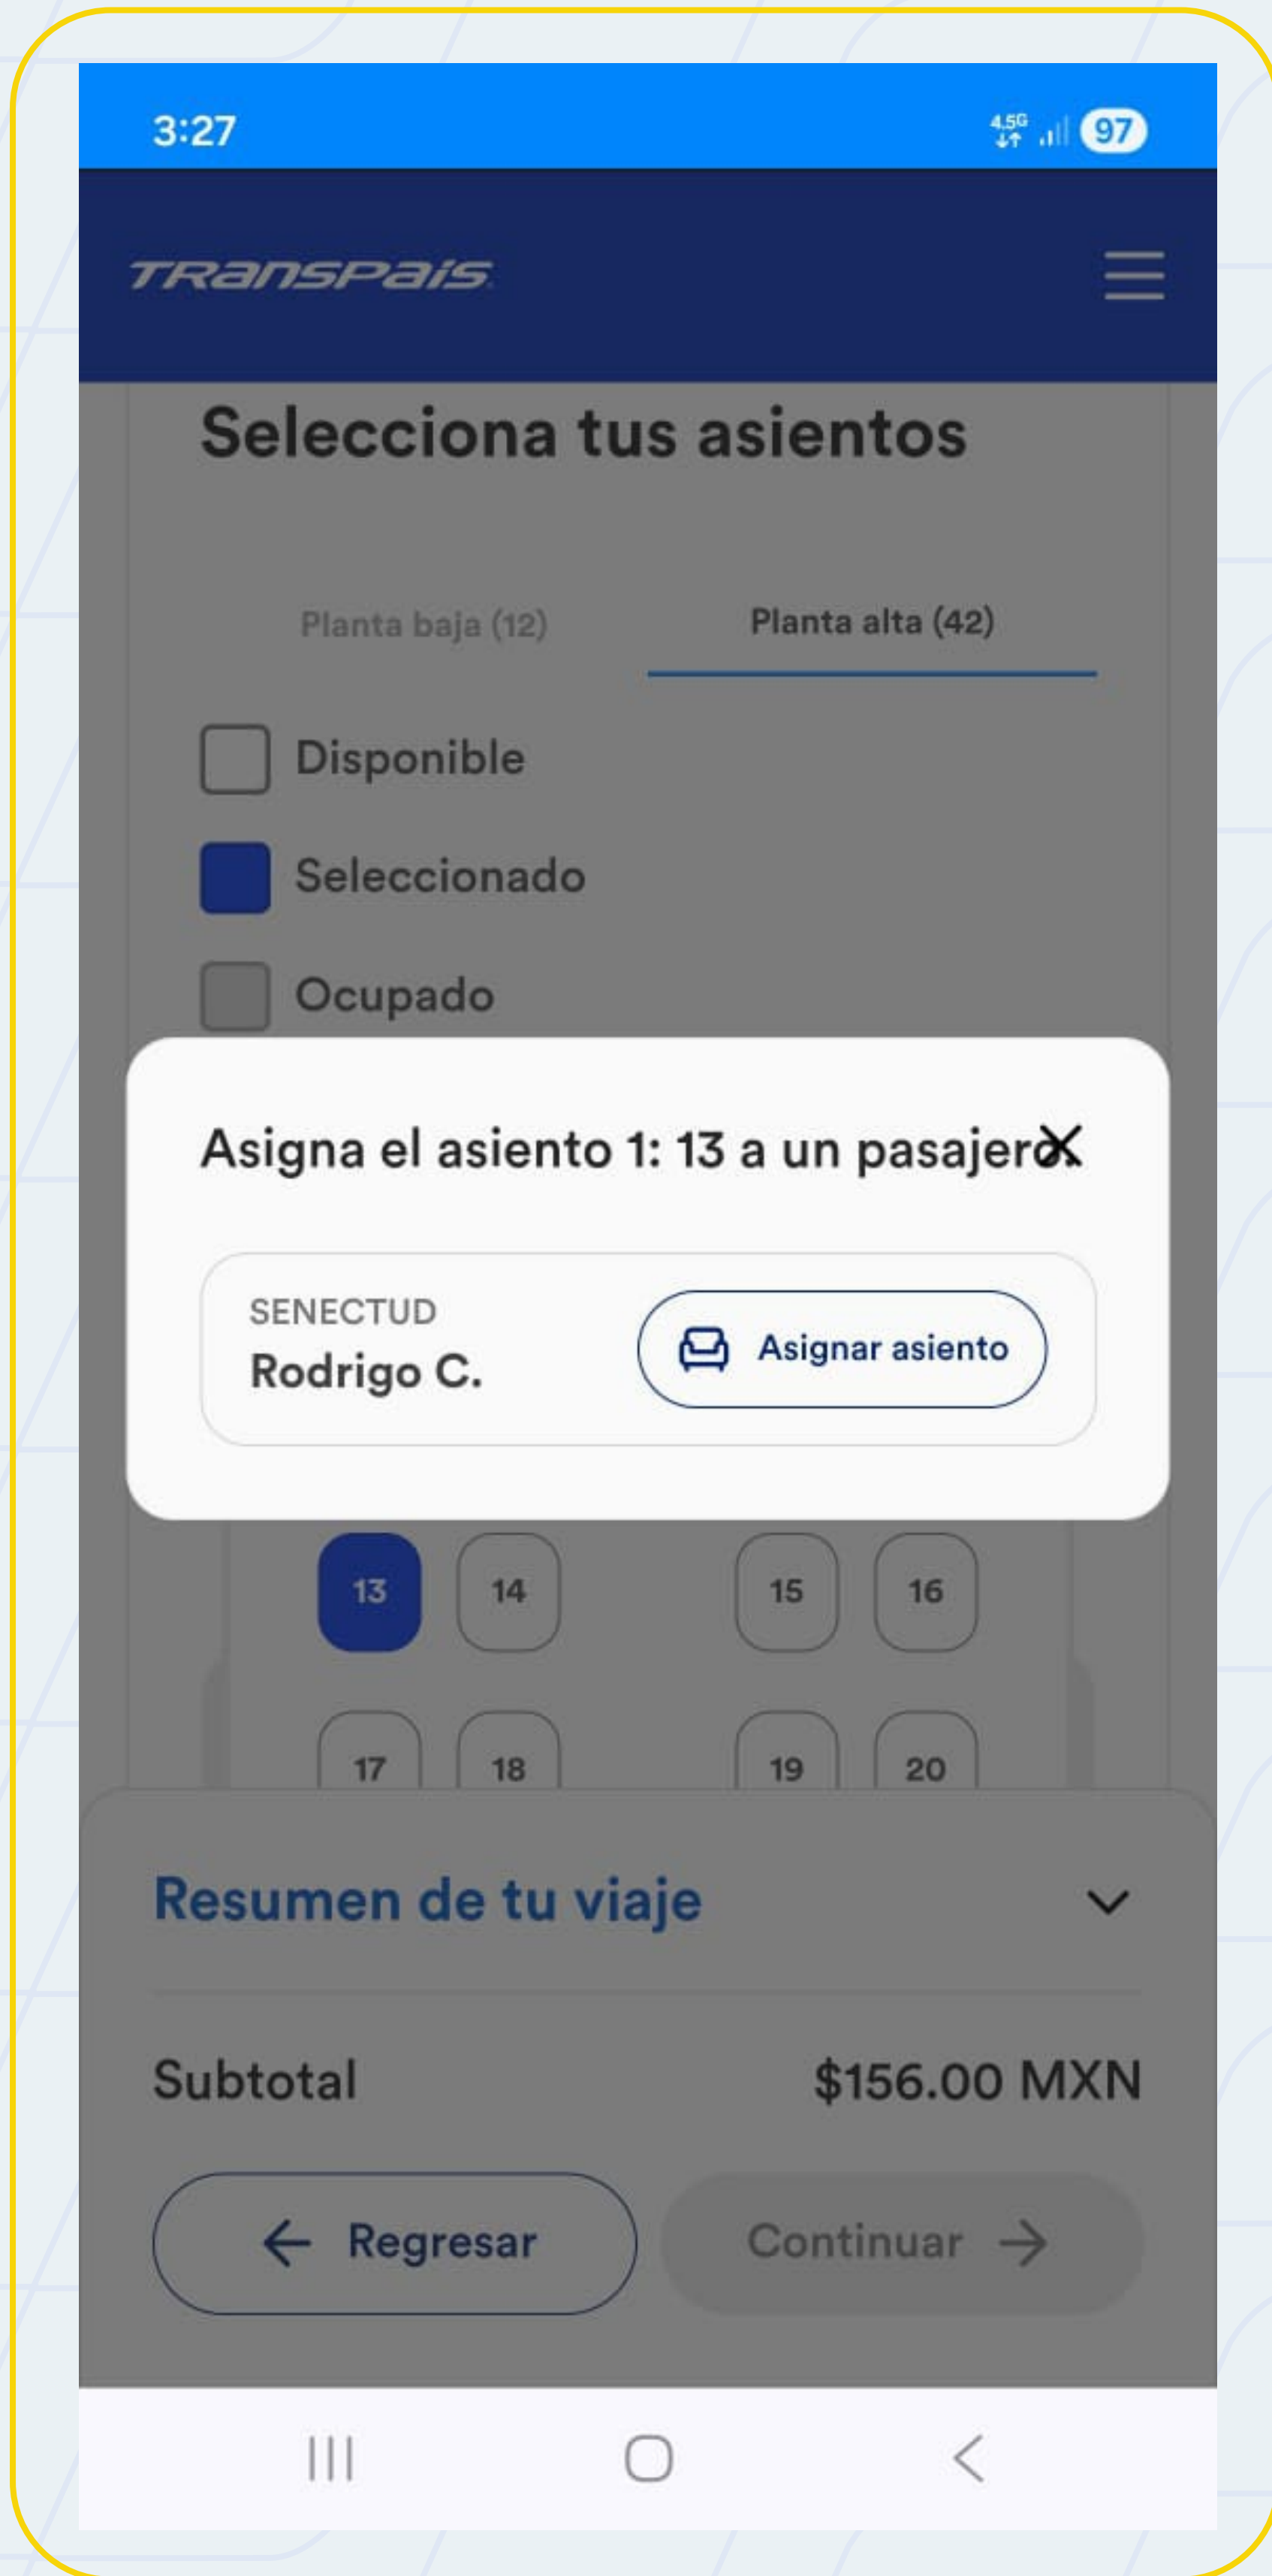 3:27
4.5G
97
TRANSPAÍS
Selecciona tus asientos
Planta baja (12)
Planta alta (42)
Disponible
Seleccionado
Ocupado
Asigna el asiento 1: 13 a un pasajero.
SENECTUD
Rodrigo C.
Asignar asiento
13 14 15 16
17 18 19 20
Resumen de tu viaje
Subtotal $156.00 MXN
Regresar
Continuar